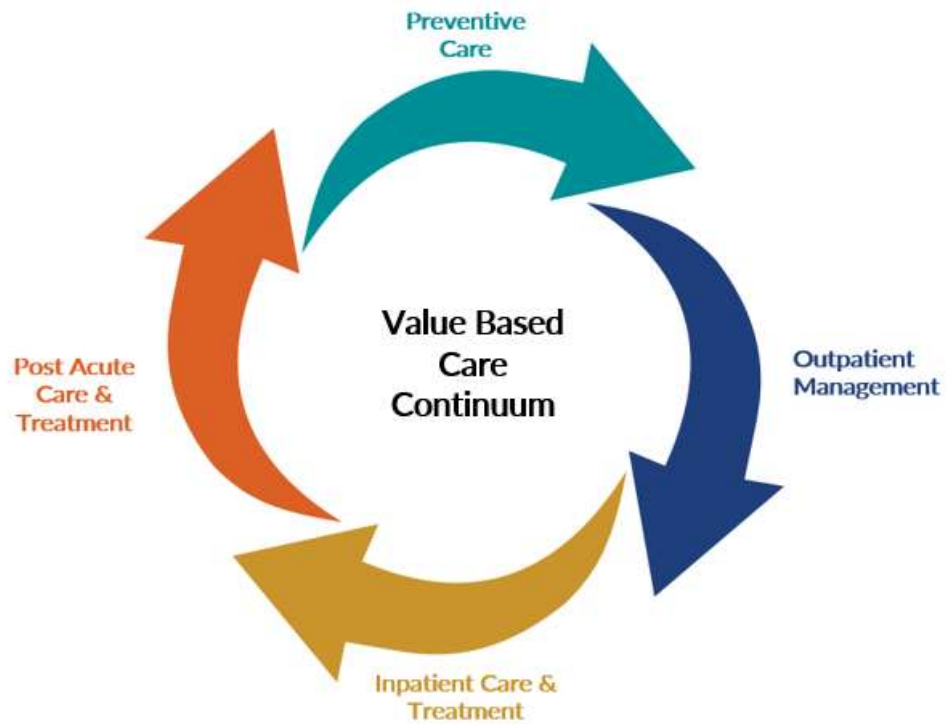 Preventive
Care
Value Based
Care
Continuum
Outpatient
Management
Post Acute
Care &
Treatment
Inpatient Care &
Treatment